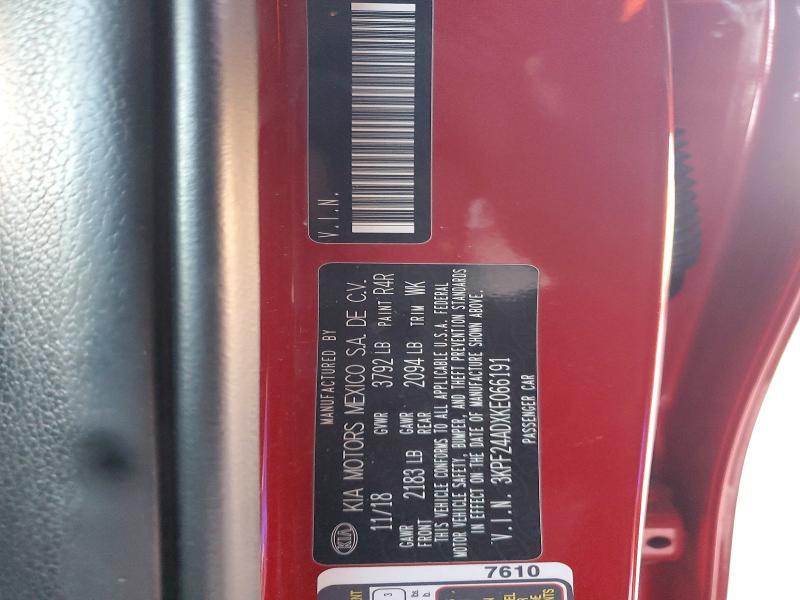 V.I.N.
MANUFACTURED BY
KIA KIA MOTORS MEXICO S.A. DE C.V.
11/18 GVWR 3792 LB PAINT R4R
GAWR FRONT 2183 LB GAWR REAR 2094 LB TRIM WK
THIS VEHICLE CONFORMS TO ALL APPLICABLE U.S.A. FEDERAL
MOTOR VEHICLE SAFETY, BUMPER, AND THEFT PREVENTION STANDARDS
IN EFFECT ON THE DATE OF MANUFACTURE SHOWN ABOVE.
V.I.N. 3KPF24ADXKE066191
PASSENGER CAR
7610